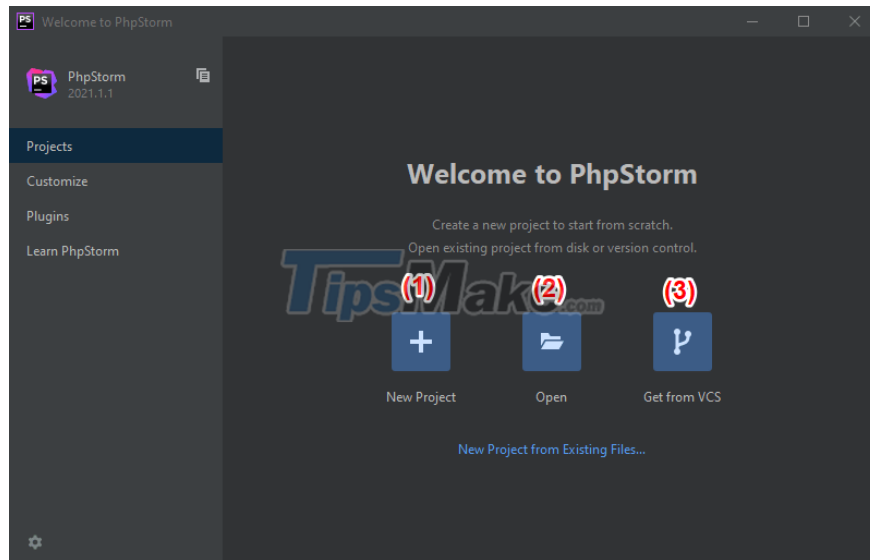 PS Welcome to PhpStorm
PS PhpStorm
2021.1.1
Projects
Customize
Plugins
Learn PhpStorm
Welcome to PhpStorm
Create a new project to start from scratch.
Open existing project from disk or version control.
TipsMake.com
(1) (2) (3)
New Project Open Get from VCS
New Project from Existing Files...